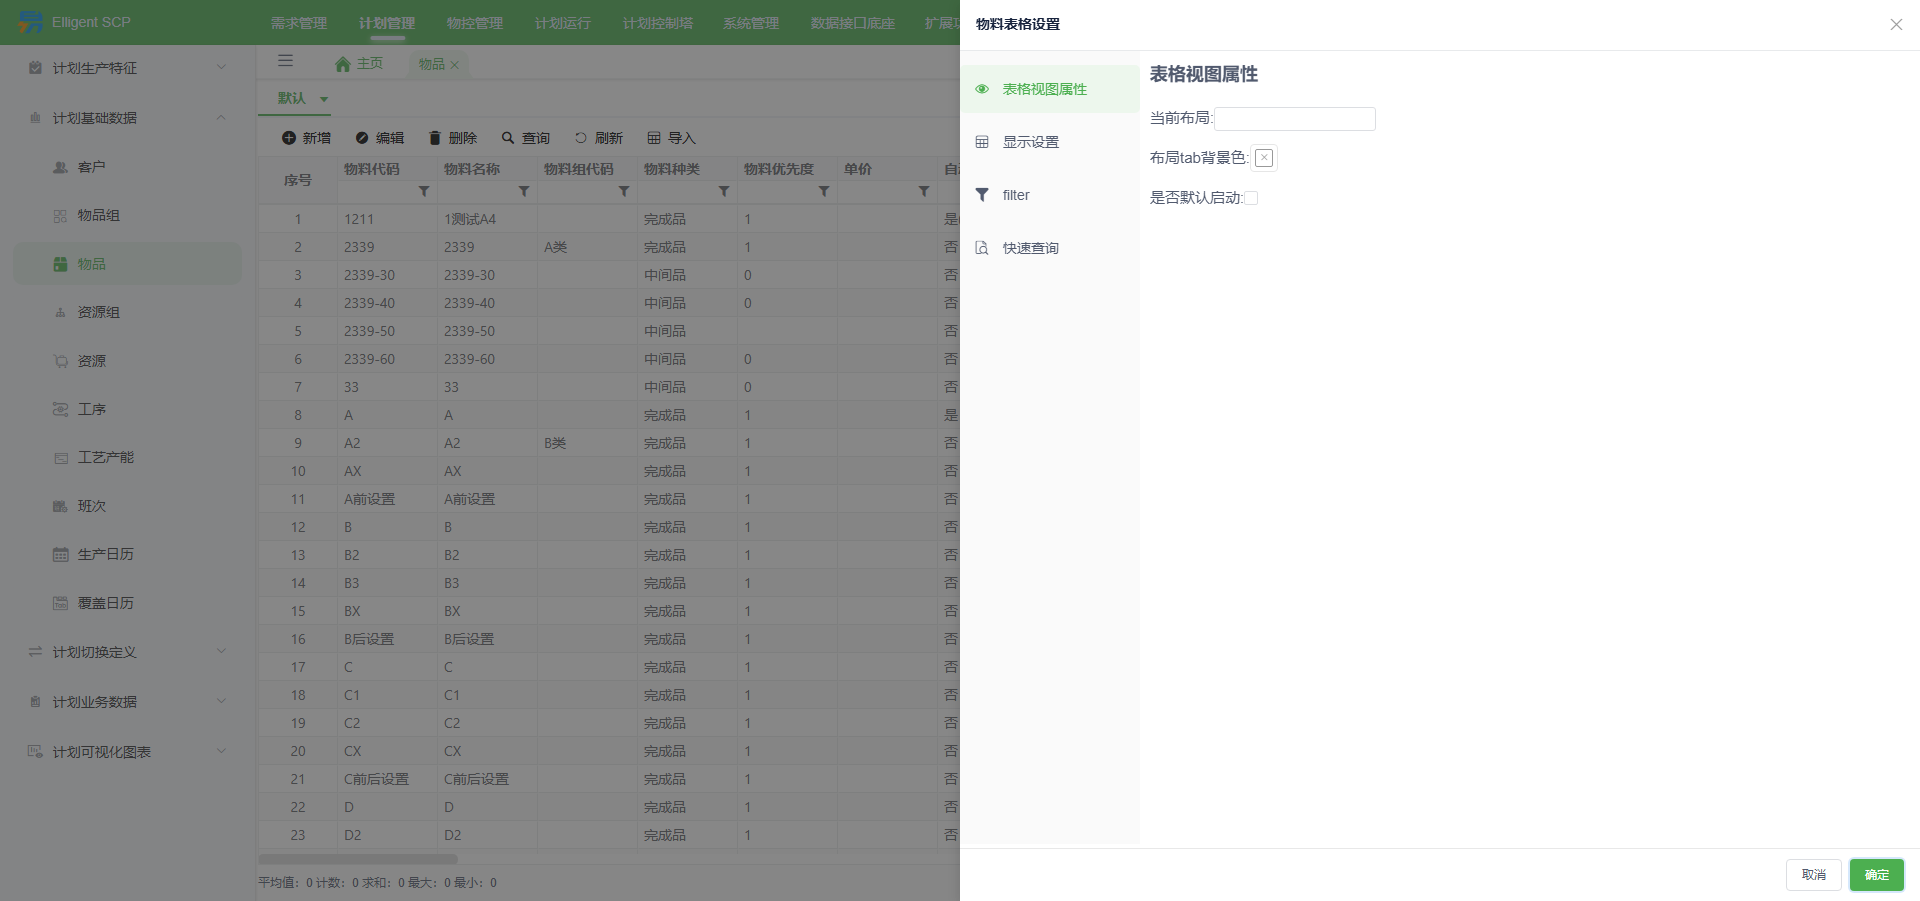 Elligent SCP
需求管理 计划管理 物控管理 计划运行 计划控制塔 系统管理 数据接口底座
计划生产特征
计划基础数据
客户
物品组
物品
资源组
资源
工序
工艺产能
班次
生产日历
覆盖日历
计划切换定义
计划业务数据
计划可视化图表
主页 物品
默认
新增 编辑 删除 查询 刷新 导入
序号 物料代码 物料名称 物料组代码 物料种类 物料优先度 单价
1 1211 1测试A4 完成品 1 是
2 2339 2339 A类 完成品 1 否
3 2339-30 2339-30 中间品 0 否
4 2339-40 2339-40 中间品 0 否
5 2339-50 2339-50 中间品 否
6 2339-60 2339-60 中间品 0 否
7 33 33 中间品 0 否
8 A A 完成品 1 是
9 A2 A2 B类 完成品 1 否
10 AX AX 完成品 1 否
11 A前设置 A前设置 完成品 1 否
12 B B 完成品 1 否
13 B2 B2 完成品 1 否
14 B3 B3 完成品 1 否
15 BX BX 完成品 1 否
16 B后设置 B后设置 完成品 1 否
17 C C 完成品 1 否
18 C1 C1 完成品 1 否
19 C2 C2 完成品 1 否
20 CX CX 完成品 1 否
21 C前后设置 C前后设置 完成品 1 否
22 D D 完成品 1 否
23 D2 D2 完成品 1 否
平均值: 0 计数: 0 求和: 0 最大: 0 最小: 0
物料表格设置
表格视图属性
显示设置
filter
快速查询
表格视图属性
当前布局:
布局tab背景色:
是否默认启动:
取消 确定